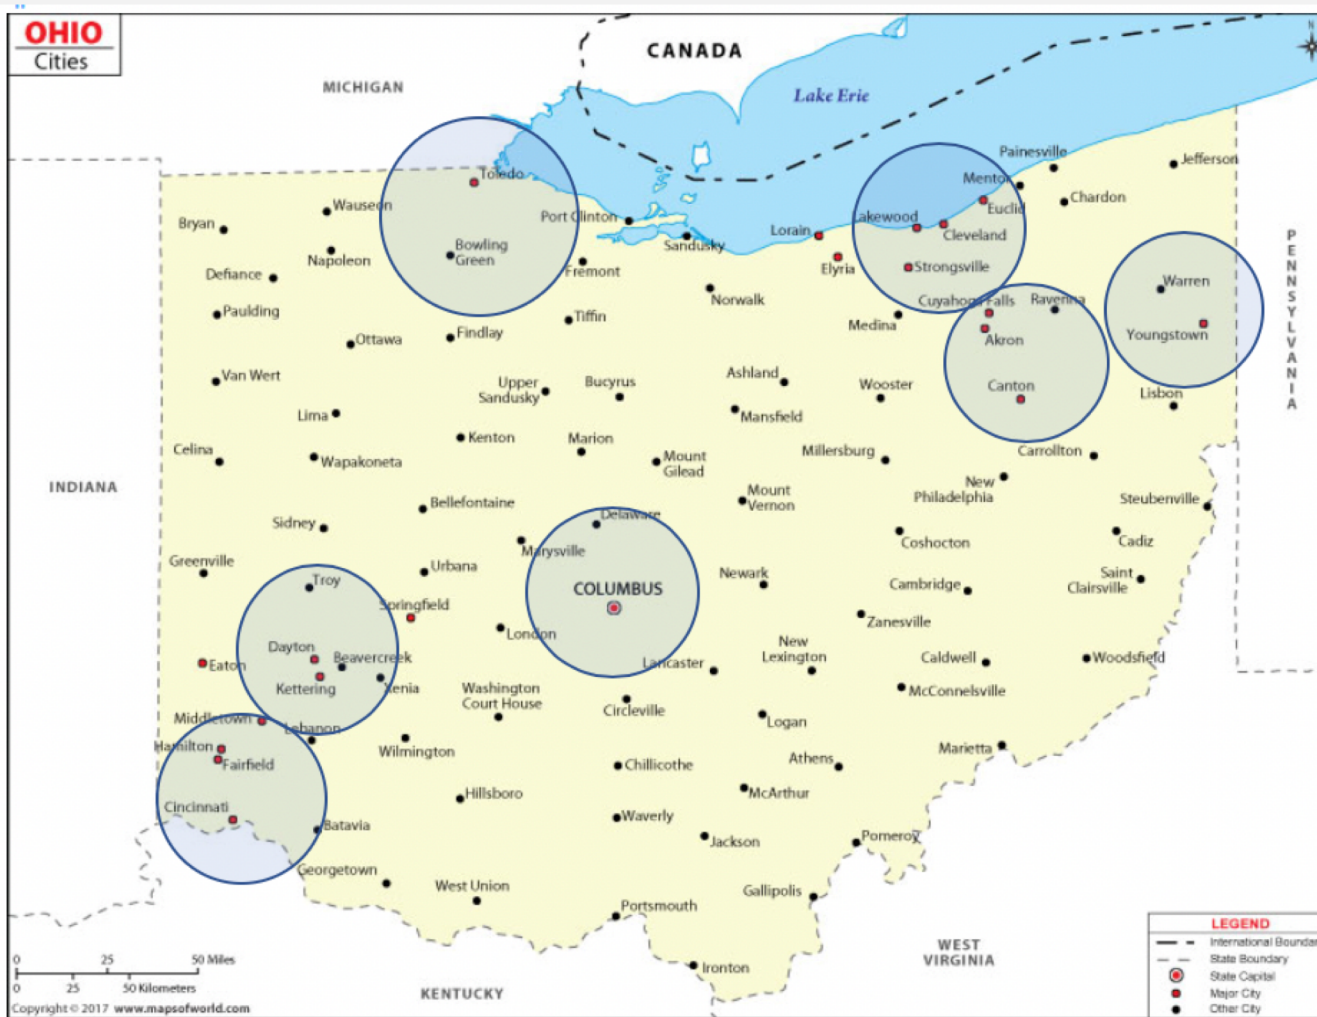 OHIO
Cities
MICHIGAN
CANADA
Lake Erie
N
Painesville
Jefferson
Mentor
Chardon
Toledo
Wauseon
Bryan
Port Clinton
Lakewood
Euclid
Lorain
Cleveland
Sandusky
Napoleon
Bowling
Green
Defiance
Fremont
Elyria
Strongsville
Warren
Norwalk
Cuyahoga Falls
Ravenna
Paulding
Tiffin
Medina
Youngstown
Findlay
Ottawa
Akron
PENNSYLVANIA
Van Wert
Upper
Sandusky
Bucyrus
Ashland
Wooster
Canton
Lisbon
Lima
Mansfield
Kenton
Marion
Celina
Wapakoneta
Mount
Gilead
Millersburg
Carrollton
INDIANA
New
Philadelphia
Mount
Vernon
Steubenville
Bellefontaine
Delaware
Sidney
Marysville
Coshocton
Cadiz
Greenville
Troy
Urbana
COLUMBUS
Newark
Cambridge
Saint
Clairsville
Springfield
London
Zanesville
Dayton
Beavercreek
Eaton
Kettering
Xenia
Lancaster
New
Lexington
Caldwell
Woodsfield
Washington
Court House
McConnelsville
Middletown
Lebanon
Circleville
Logan
Hamilton
Fairfield
Wilmington
Chillicothe
Athens
Marietta
Cincinnati
Hillsboro
McArthur
Batavia
Waverly
Jackson
Pomeroy
Georgetown
West Union
Gallipolis
Portsmouth
Ironton
WEST
VIRGINIA
KENTUCKY
0 25 50 Miles
0 25 50 Kilometers
Copyright © 2017 www.mapsofworld.com
LEGEND
International Boundar
State Boundary
State Capital
Major City
Other City